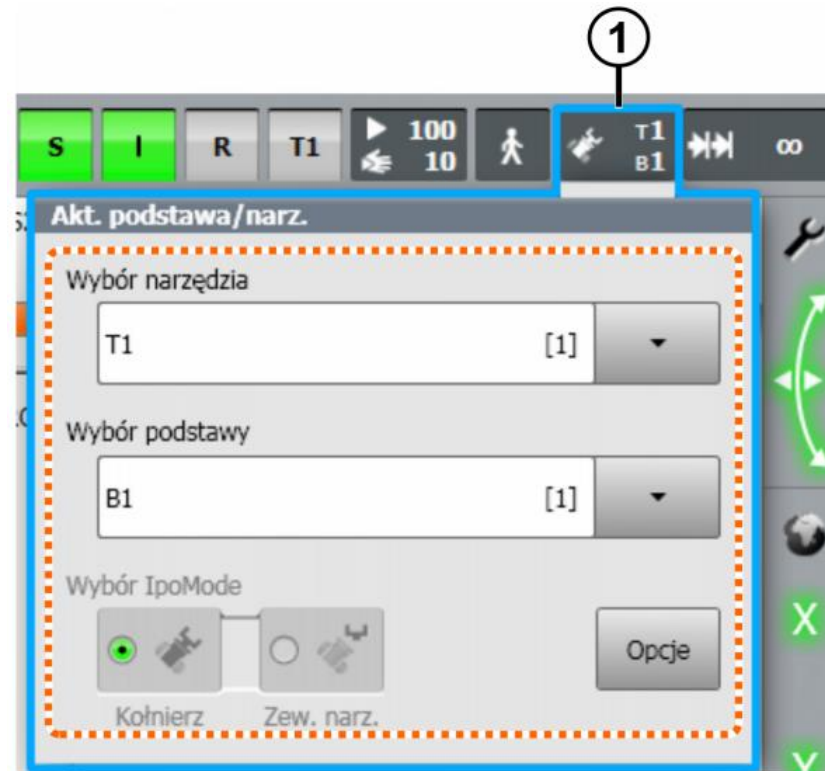 1
S I R T1 100 10 T1 B1 ∞
Akt. podstawa/narz.
Wybór narzędzia
T1 [1]
Wybór podstawy
B1 [1]
Wybór IpoMode
Opcje
Kołnierz Zew. narz.
X
Y